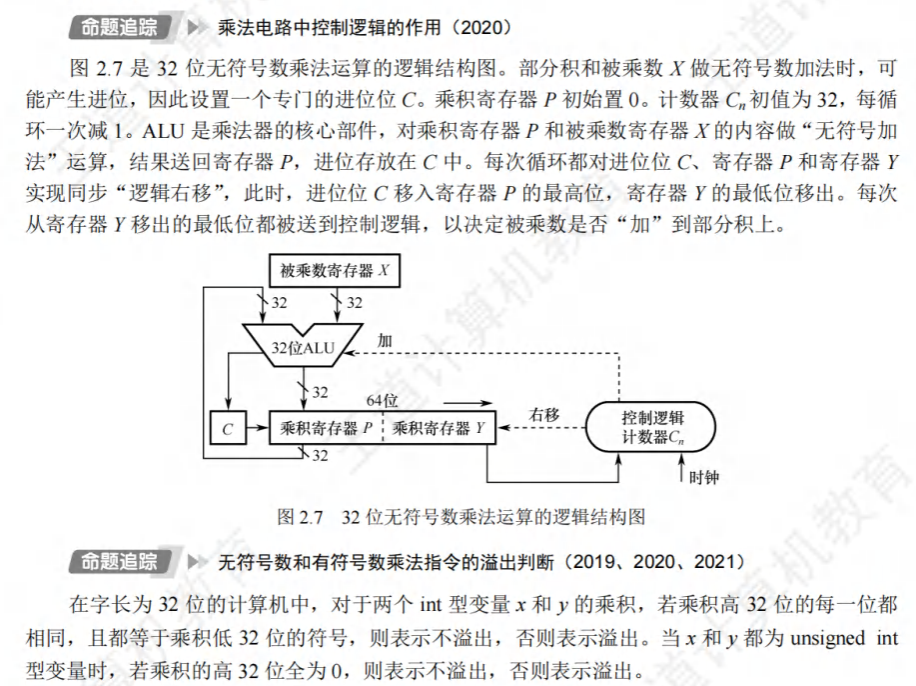 命题追踪 乘法电路中控制逻辑的作用（2020）
图 2.7 是 32 位无符号数乘法运算的逻辑结构图。部分积和被乘数 X 做无符号数加法时，可
能产生进位，因此设置一个专门的进位位 C。乘积寄存器 P 初始置 0。计数器 Cn 初值为 32，每循
环一次减 1。ALU 是乘法器的核心部件，对乘积寄存器 P 和被乘数寄存器 X 的内容做“无符号加
法”运算，结果送回寄存器 P，进位存放在 C 中。每次循环都对进位位 C、寄存器 P 和寄存器 Y
实现同步“逻辑右移”，此时，进位位 C 移入寄存器 P 的最高位，寄存器 Y 的最低位移出。每次
从寄存器 Y 移出的最低位都被送到控制逻辑，以决定被乘数是否“加”到部分积上。
被乘数寄存器 X
32
32
32位ALU
加
32
64位
C
乘积寄存器 P
乘积寄存器 Y
右移
控制逻辑
计数器Cn
32
时钟
图 2.7 32 位无符号数乘法运算的逻辑结构图
命题追踪 无符号数和有符号数乘法指令的溢出判断（2019、2020、2021）
在字长为 32 位的计算机中，对于两个 int 型变量 x 和 y 的乘积，若乘积高 32 位的每一位都
相同，且都等于乘积低 32 位的符号，则表示不溢出，否则表示溢出。当 x 和 y 都为 unsigned int
型变量时，若乘积的高 32 位全为 0，则表示不溢出，否则表示溢出。
王道计算机教育